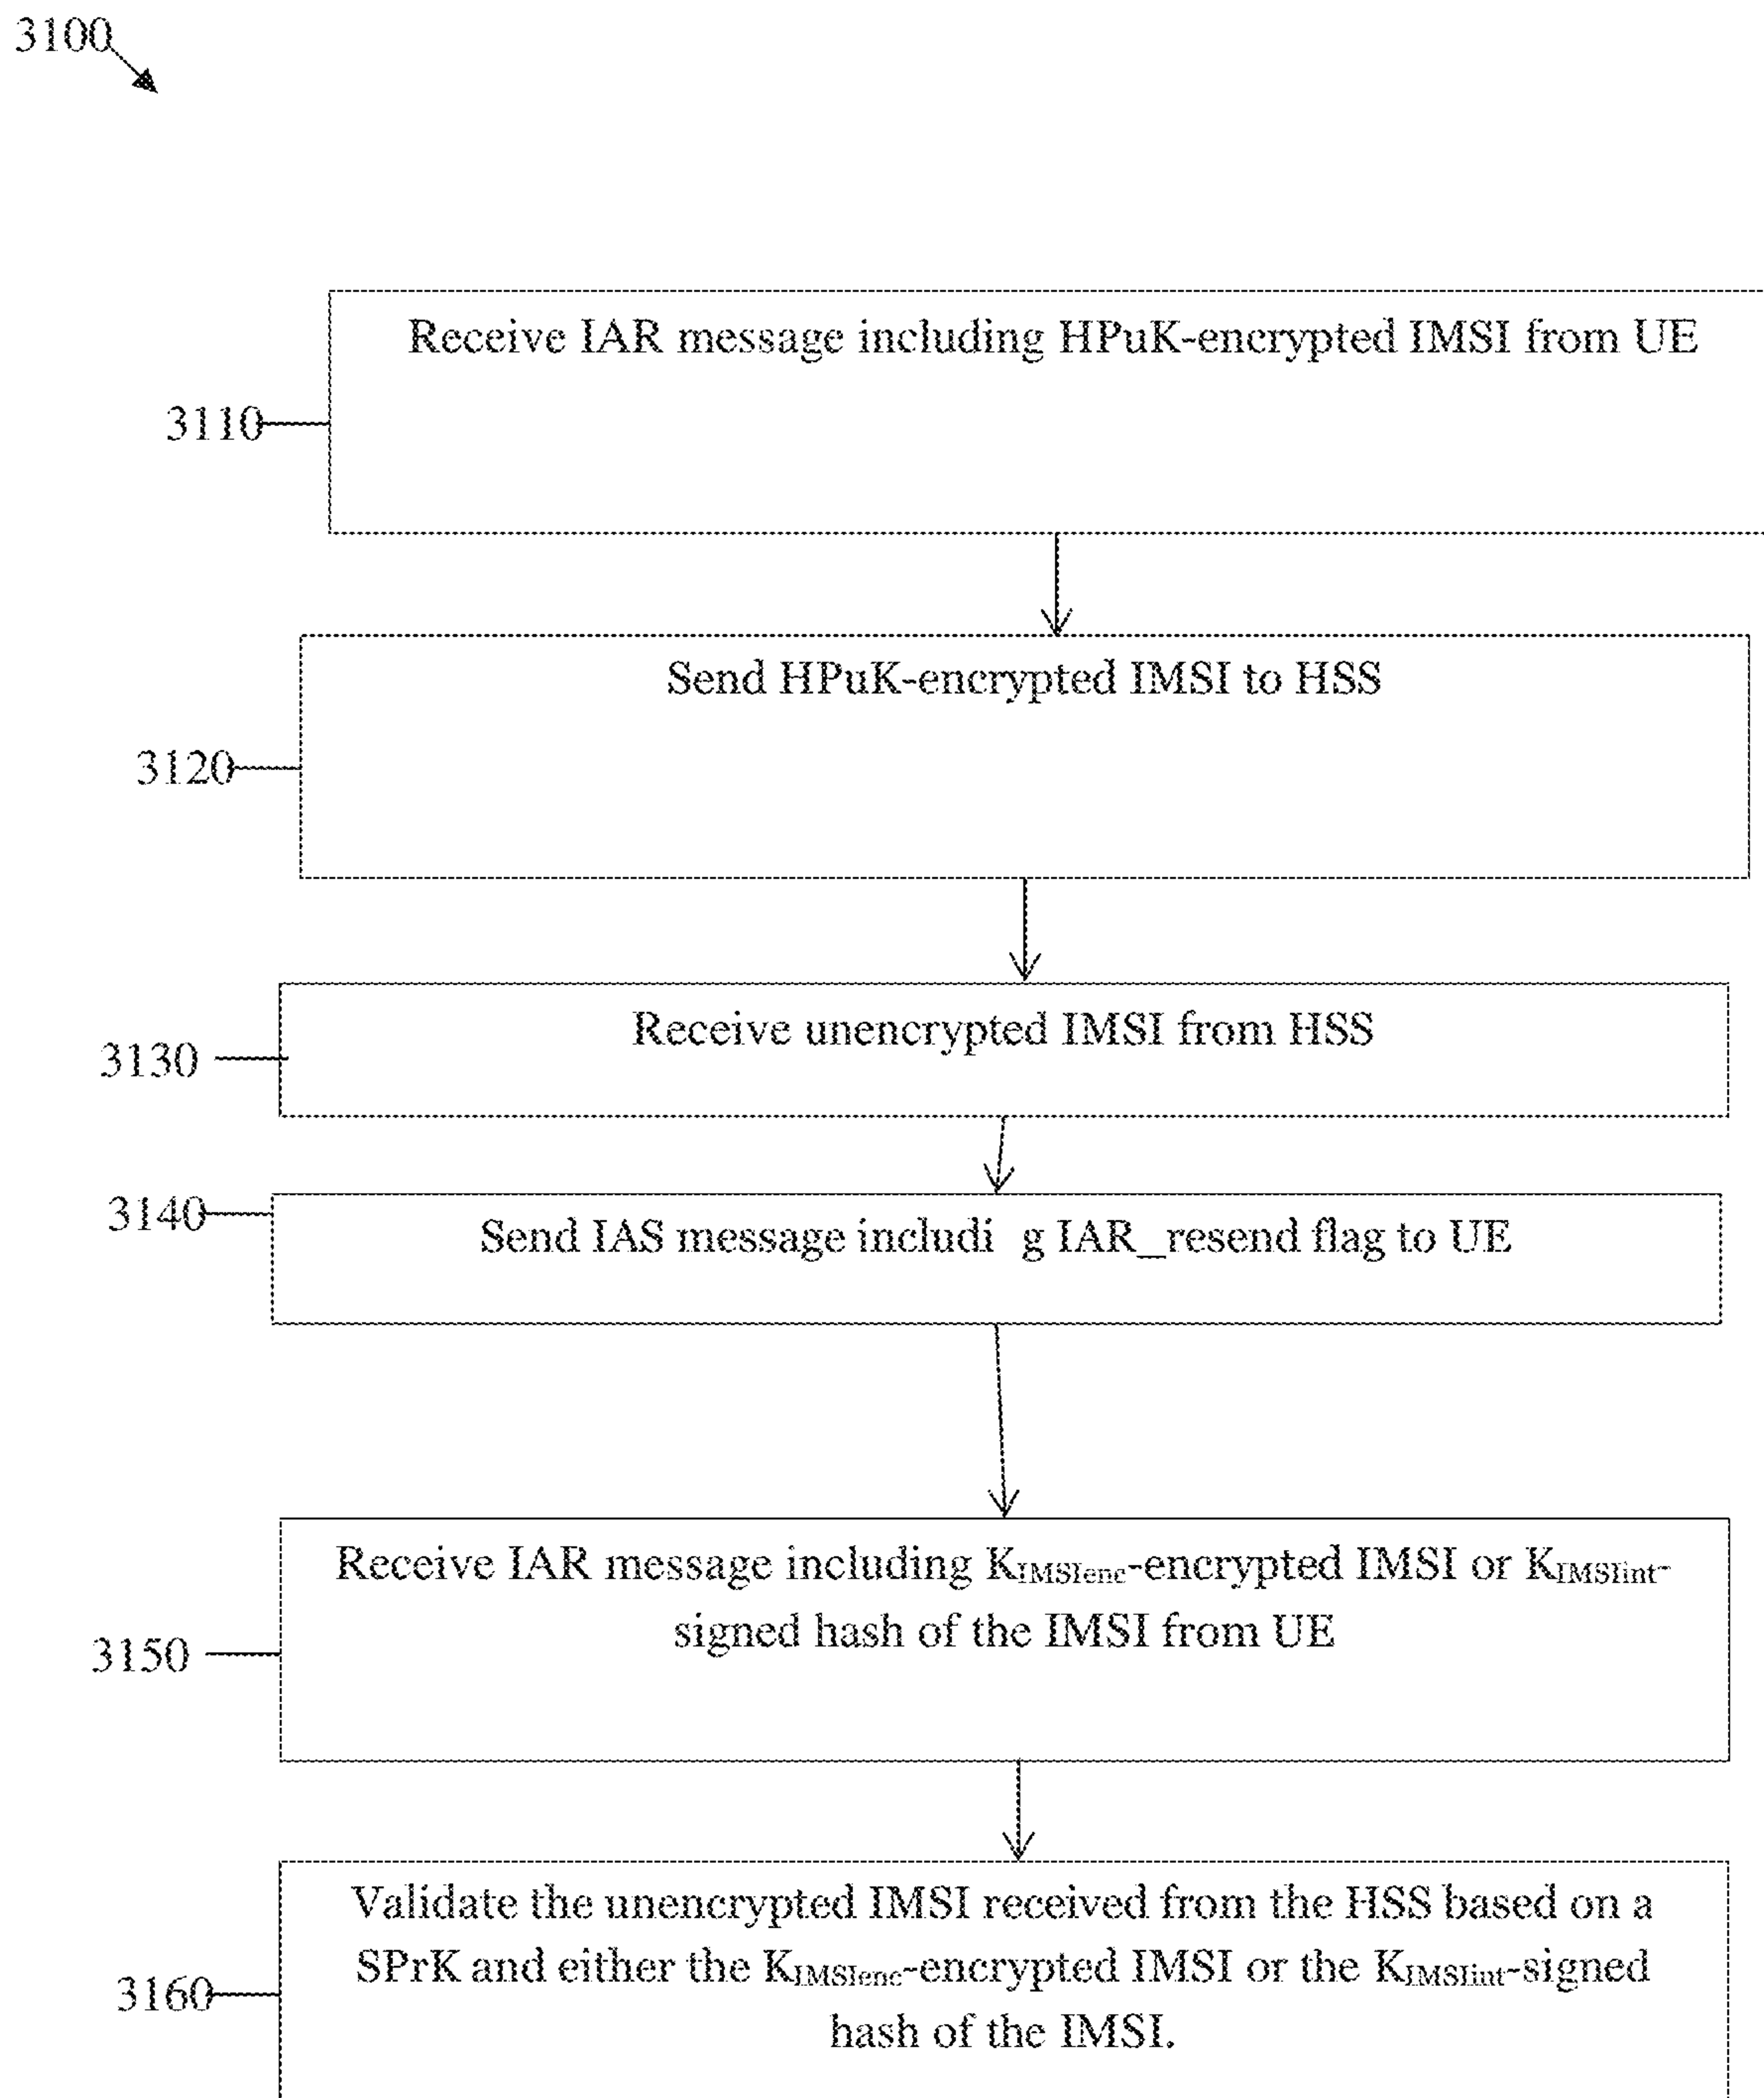 3100
Receive IAR message including HPuK-encrypted IMSI from UE
3110
Send HPuK-encrypted IMSI to HSS
3120
Receive unencrypted IMSI from HSS
3130
3140
Send IAS message includi g IAR_resend flag to UE
Receive IAR message including KIMSIenc-encrypted IMSI or KIMSIint-
signed hash of the IMSI from UE
3150
Validate the unencrypted IMSI received from the HSS based on a
SPrK and either the KIMSIenc-encrypted IMSI or the KIMSIint-signed
3160
hash of the IMSI.